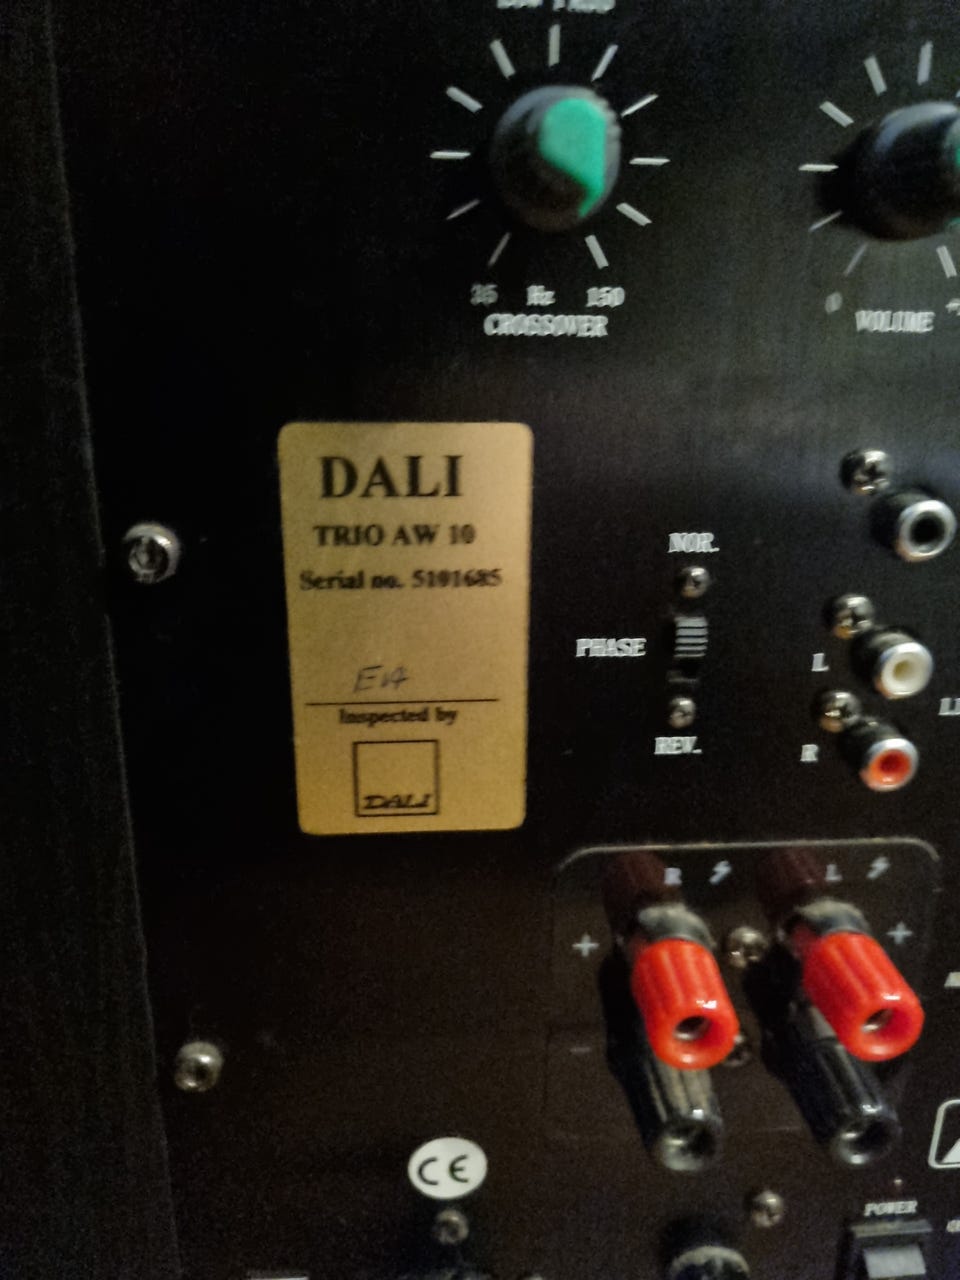 35 Hz 150
CROSSOVER
0
VOLUME
DALI
TRIO AW 10
Serial no. 5101685
NOR.
PHASE
REV.
L
R
Inspected by
DALI
R L
+ +
-
CE
POWER